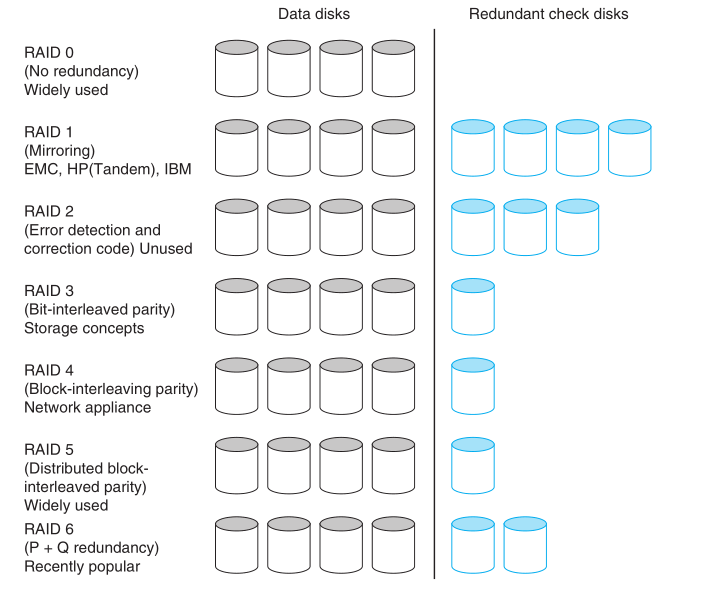 Data disks
Redundant check disks
RAID 0
(No redundancy)
Widely used
RAID 1
(Mirroring)
EMC, HP(Tandem), IBM
RAID 2
(Error detection and
correction code) Unused
RAID 3
(Bit-interleaved parity)
Storage concepts
RAID 4
(Block-interleaving parity)
Network appliance
RAID 5
(Distributed block-
interleaved parity)
Widely used
RAID 6
(P + Q redundancy)
Recently popular